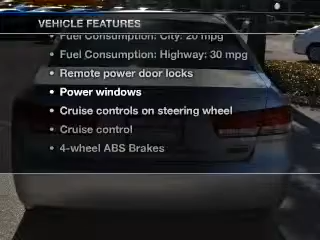 VEHICLE FEATURES
• Fuel Consumption: City: 20 mpg
• Fuel Consumption: Highway: 30 mpg
• Remote power door locks
• Power windows
• Cruise controls on steering wheel
• Cruise control
• 4-wheel ABS Brakes